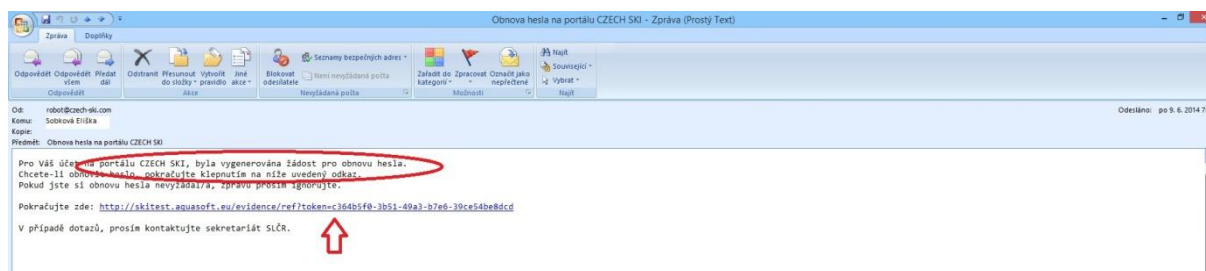 Obnova hesla na portálu CZECH SKI - Zpráva (Prostý Text)
Zpráva Doplňky
Odpovědět Odpovědět všem Předat dál
Odpovědět
Odstranit Přesunout do složky Vytvořit pravidlo Jiné akce
Akce
Blokovat odesílatele Seznamy bezpečných adres
Není nevyžádaná pošta
Nevyžádaná pošta
Zařadit do kategorií Zpracovat Označit jako nepřečtené
Možnosti
Najít
Související
Vybrat
Najít
Od: robot@czech-ski.com
Odesláno: po 9. 6. 2014 7:
Komu: Sobková Eliška
Kopie:
Předmět: Obnova hesla na portálu CZECH SKI
Pro Váš účet na portálu CZECH SKI, byla vygenerována žádost pro obnovu hesla.
Chcete-li obnovit heslo, pokračujte klepnutím na níže uvedený odkaz.
Pokud jste si obnovu hesla nevyžádal/a, zprávu prosím ignorujte.
Pokračujte zde: http://skitest.aquasoft.eu/evidence/ref?token=c364b5f0-3b51-49a3-b7e6-39ce54be8dcd
V případě dotazů, prosím kontaktujte sekretariát SLČR.